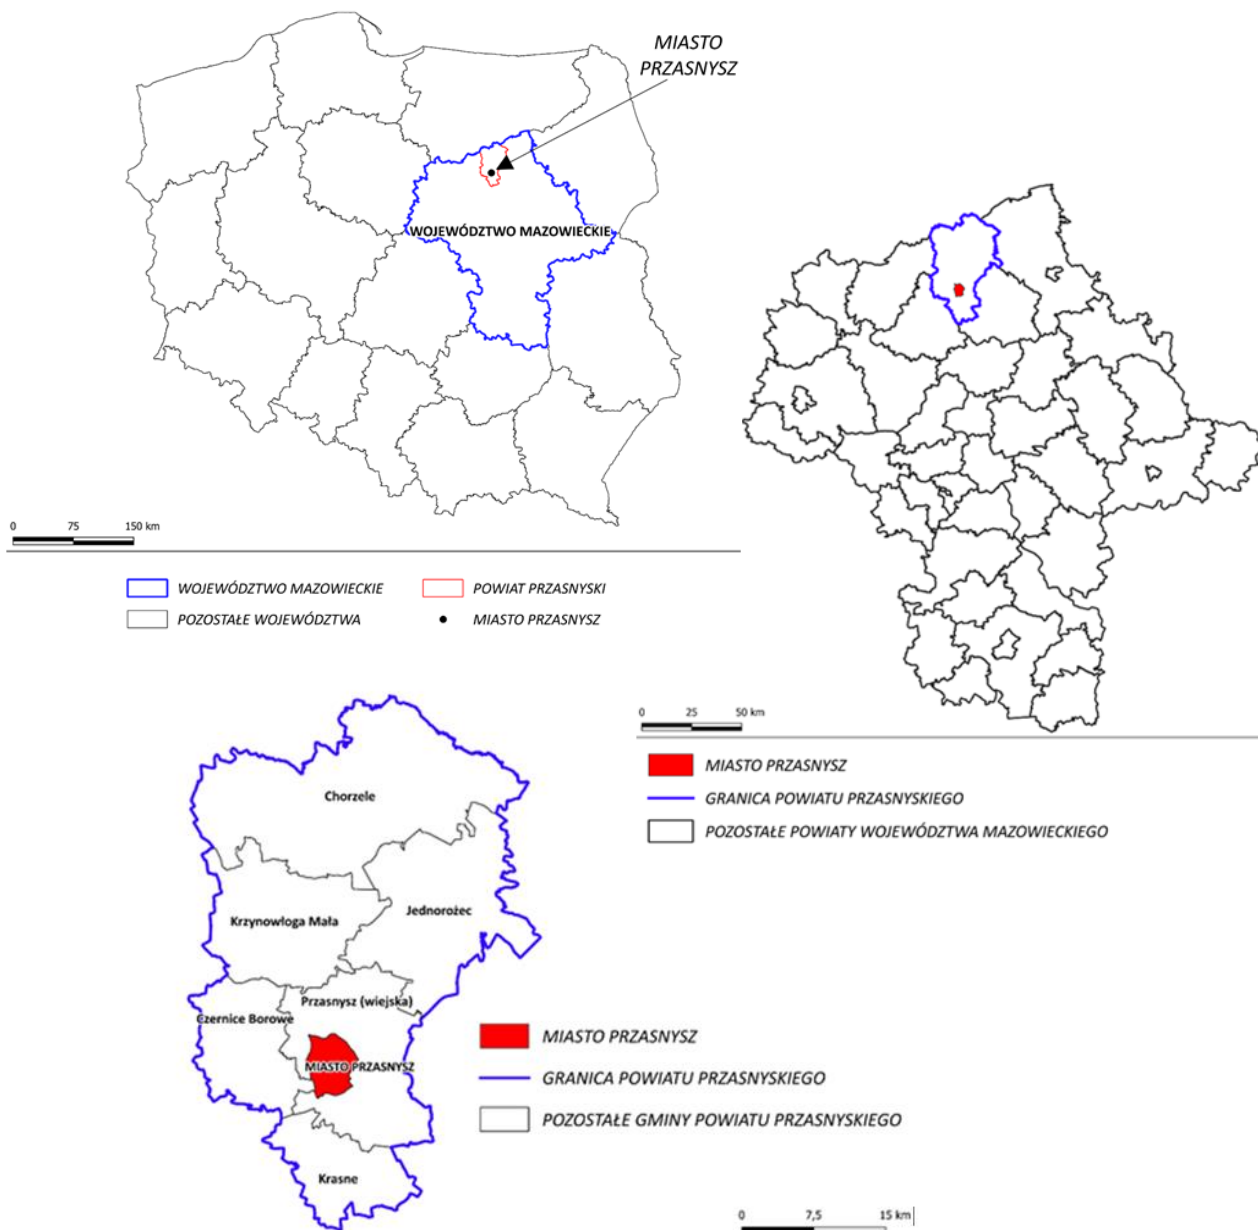 MIASTO
PRZASNYSZ
WOJEWÓDZTWO MAZOWIECKIE
0 75 150 km
WOJEWÓDZTWO MAZOWIECKIE
POWIAT PRZASNYSKI
POZOSTAŁE WOJEWÓDZTWA
MIASTO PRZASNYSZ
0 25 50 km
MIASTO PRZASNYSZ
GRANICA POWIATU PRZASNYSKIEGO
POZOSTAŁE POWIATY WOJEWÓDZTWA MAZOWIECKIEGO
Chorzele
Krzynowłoga Mała
Jednorożec
Przasnysz (wiejska)
Czernice Borowe
MIASTO PRZASNYSZ
Krasne
MIASTO PRZASNYSZ
GRANICA POWIATU PRZASNYSKIEGO
POZOSTAŁE GMINY POWIATU PRZASNYSKIEGO
0 7,5 15 km